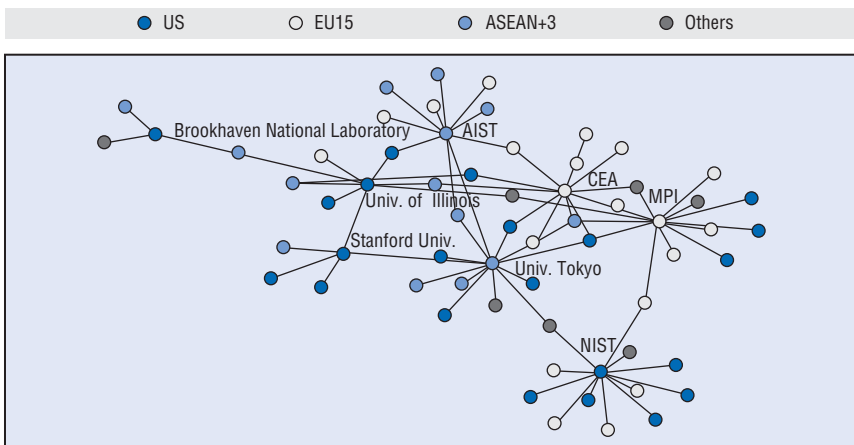 US EU15 ASEAN+3 Others
Brookhaven National Laboratory
AIST
CEA
MPI
Univ. of Illinois
Stanford Univ.
Univ. Tokyo
NIST